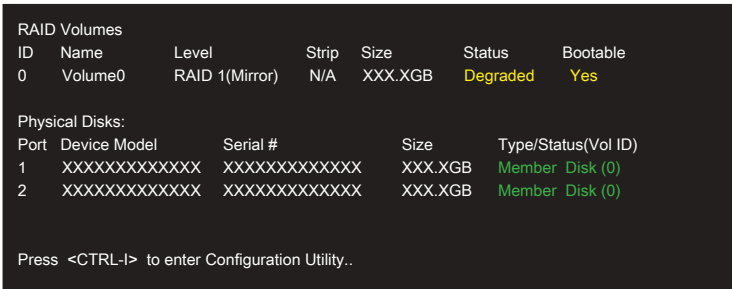 RAID Volumes
ID Name Level Strip Size Status Bootable
0 Volume0 RAID 1(Mirror) N/A XXX.XGB Degraded Yes
Physical Disks:
Port Device Model Serial # Size Type/Status(Vol ID)
1 XXXXXXXXXXXXX XXXXXXXXXXXXX XXX.XGB Member Disk (0)
2 XXXXXXXXXXXXX XXXXXXXXXXXXX XXX.XGB Member Disk (0)
Press <CTRL-I> to enter Configuration Utility..